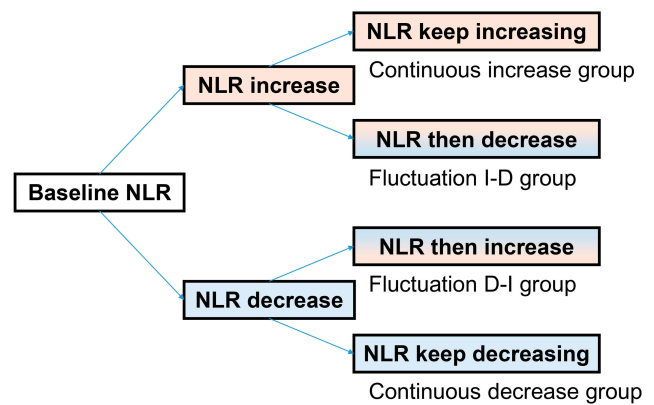 NLR keep increasing
Continuous increase group
NLR increase
NLR then decrease
Fluctuation I-D group
Baseline NLR
NLR then increase
Fluctuation D-I group
NLR decrease
NLR keep decreasing
Continuous decrease group